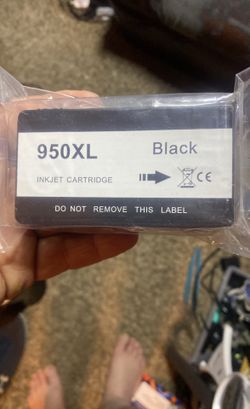 950XL Black
INKJET CARTRIDGE CE
DO NOT REMOVE THIS LABEL